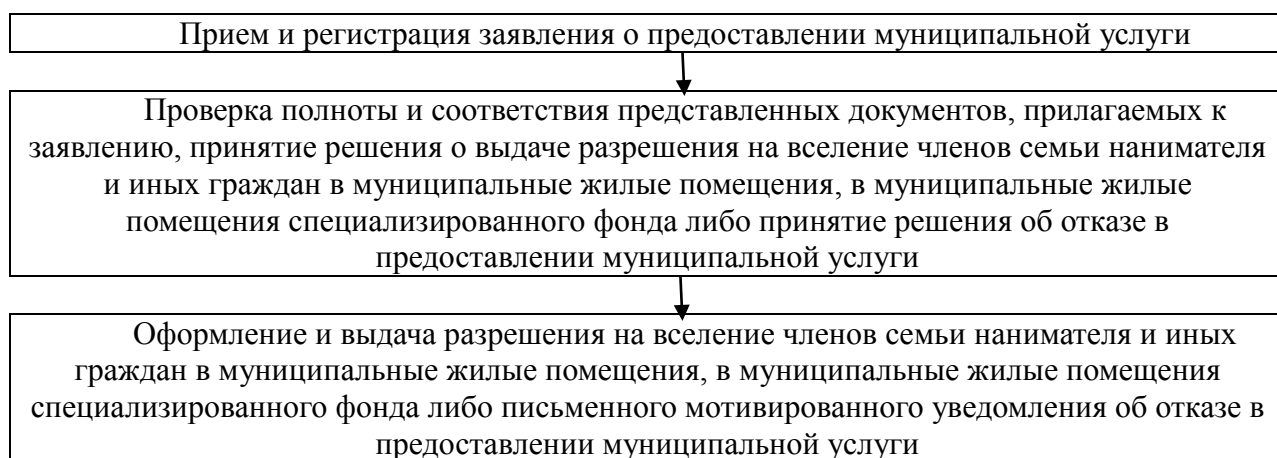 Прием и регистрация заявления о предоставлении муниципальной услуги
Проверка полноты и соответствия представленных документов, прилагаемых к
заявлению, принятие решения о выдаче разрешения на вселение членов семьи нанимателя
и иных граждан в муниципальные жилые помещения, в муниципальные жилые
помещения специализированного фонда либо принятие решения об отказе в
предоставлении муниципальной услуги
Оформление и выдача разрешения на вселение членов семьи нанимателя и иных
граждан в муниципальные жилые помещения, в муниципальные жилые помещения
специализированного фонда либо письменного мотивированного уведомления об отказе в
предоставлении муниципальной услуги